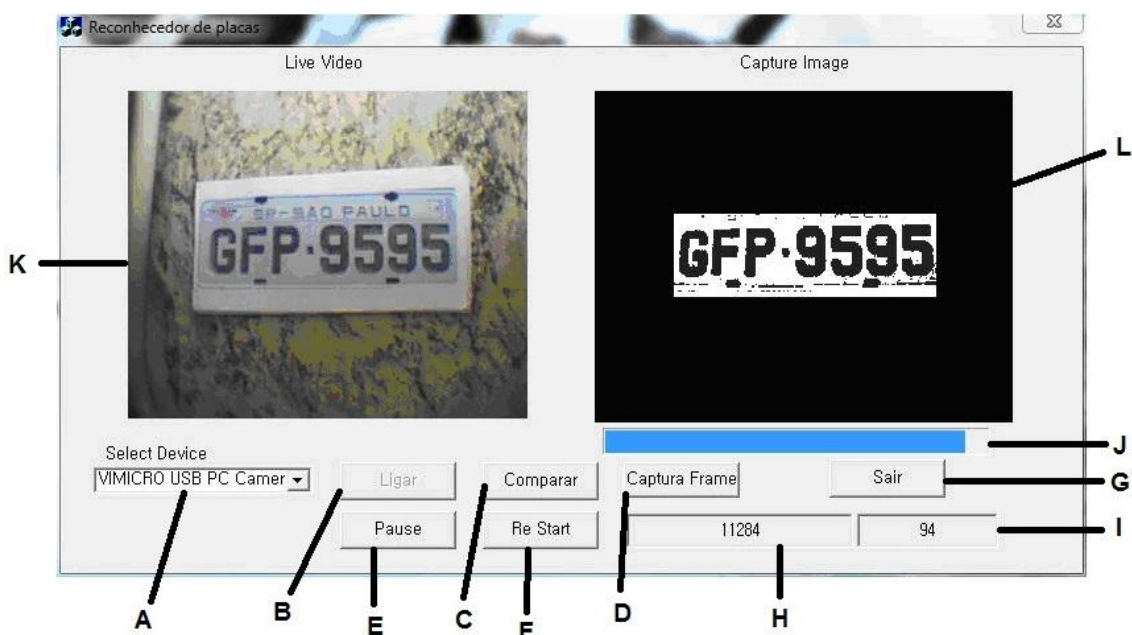 Reconhecedor de placas
Live Video
Capture Image
SP-SAO PAULO
GFP·9595
GFP·9595
L
K
Select Device
VIMICRO USB PC Camer
Ligar
Comparar
Captura Frame
Sair
J
G
Pause
Re Start
11284
94
I
A
B
E
C
F
D
H